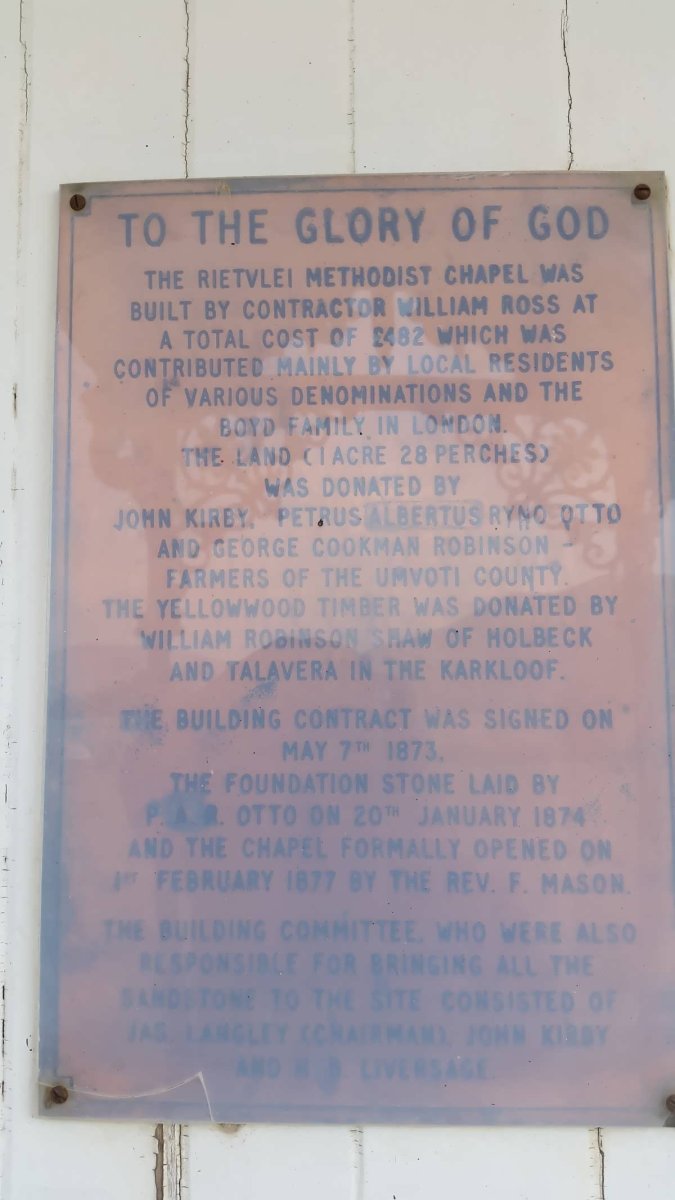 TO THE GLORY OF GOD
THE RIETVLEI METHODIST CHAPEL WAS
BUILT BY CONTRACTOR WILLIAM ROSS AT
A TOTAL COST OF £482 WHICH WAS
CONTRIBUTED MAINLY BY LOCAL RESIDENTS
OF VARIOUS DENOMINATIONS AND THE
BOYD FAMILY IN LONDON.
THE LAND (1 ACRE 28 PERCHES)
WAS DONATED BY
JOHN KIRBY, PETRUS ALBERTUS RYNO OTTO
AND GEORGE COOKMAN ROBINSON –
FARMERS OF THE UMVOTI COUNTY.
THE YELLOWWOOD TIMBER WAS DONATED BY
WILLIAM ROBINSON SHAW OF HOLBECK
AND TALAVERA IN THE KARKLOOF.
THE BUILDING CONTRACT WAS SIGNED ON
MAY 7TH 1873,
THE FOUNDATION STONE LAID BY
P. A. R. OTTO ON 20TH JANUARY 1874
AND THE CHAPEL FORMALLY OPENED ON
1ST FEBRUARY 1877 BY THE REV. F. MASON.
THE BUILDING COMMITTEE, WHO WERE ALSO
RESPONSIBLE FOR BRINGING ALL THE
SANDSTONE TO THE SITE CONSISTED OF
JAS. LANGLEY (CHAIRMAN), JOHN KIRBY
AND H. B. LIVERSAGE.